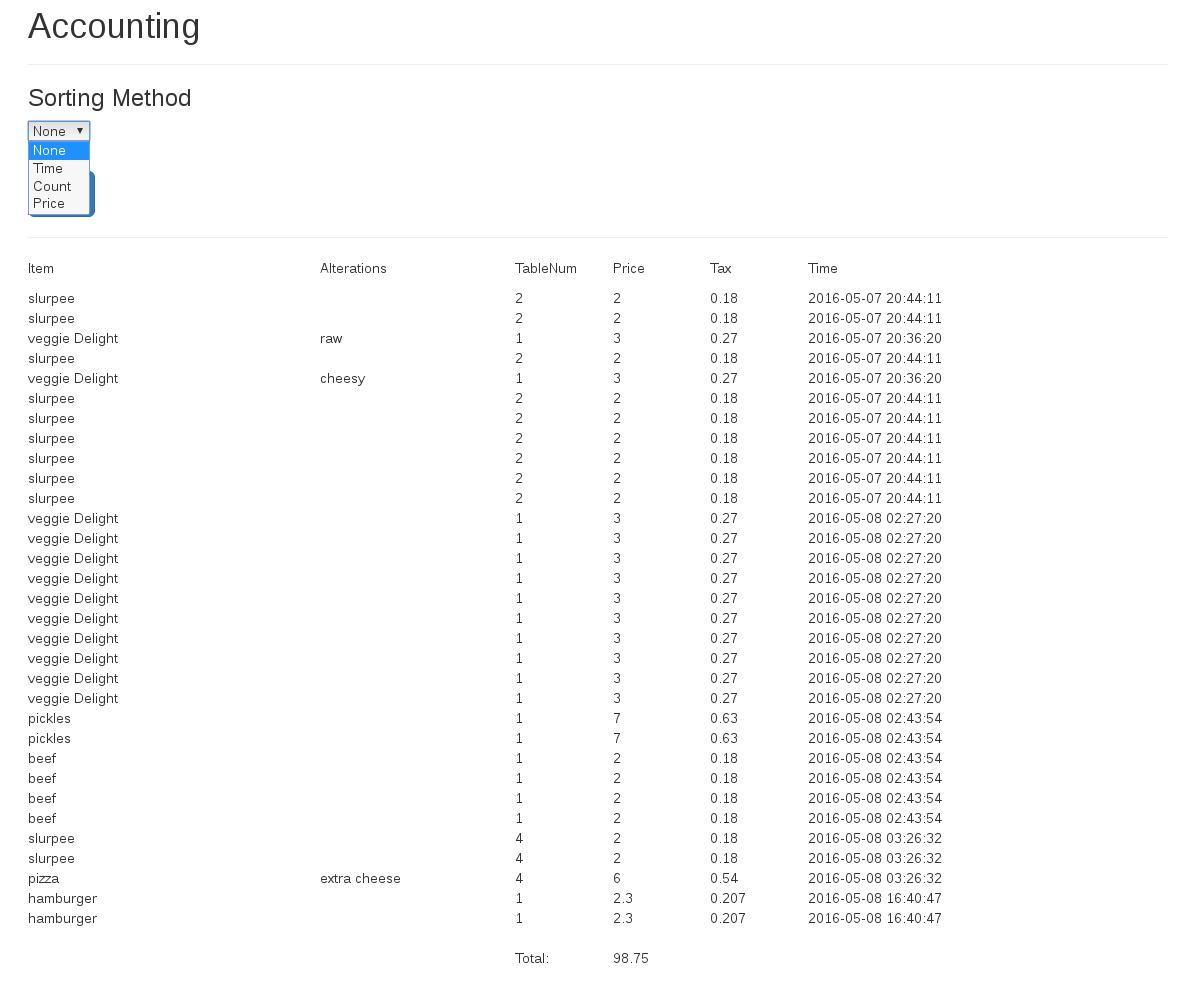 Accounting
Sorting Method
None ▼
None
Time
Count
Price
Item Alterations TableNum Price Tax Time
slurpee 2 2 0.18 2016-05-07 20:44:11
slurpee 2 2 0.18 2016-05-07 20:44:11
veggie Delight raw 1 3 0.27 2016-05-07 20:36:20
slurpee 2 2 0.18 2016-05-07 20:44:11
veggie Delight cheesy 1 3 0.27 2016-05-07 20:36:20
slurpee 2 2 0.18 2016-05-07 20:44:11
slurpee 2 2 0.18 2016-05-07 20:44:11
slurpee 2 2 0.18 2016-05-07 20:44:11
slurpee 2 2 0.18 2016-05-07 20:44:11
slurpee 2 2 0.18 2016-05-07 20:44:11
slurpee 2 2 0.18 2016-05-07 20:44:11
veggie Delight 1 3 0.27 2016-05-08 02:27:20
veggie Delight 1 3 0.27 2016-05-08 02:27:20
veggie Delight 1 3 0.27 2016-05-08 02:27:20
veggie Delight 1 3 0.27 2016-05-08 02:27:20
veggie Delight 1 3 0.27 2016-05-08 02:27:20
veggie Delight 1 3 0.27 2016-05-08 02:27:20
veggie Delight 1 3 0.27 2016-05-08 02:27:20
veggie Delight 1 3 0.27 2016-05-08 02:27:20
veggie Delight 1 3 0.27 2016-05-08 02:27:20
veggie Delight 1 3 0.27 2016-05-08 02:27:20
pickles 1 7 0.63 2016-05-08 02:43:54
pickles 1 7 0.63 2016-05-08 02:43:54
beef 1 2 0.18 2016-05-08 02:43:54
beef 1 2 0.18 2016-05-08 02:43:54
beef 1 2 0.18 2016-05-08 02:43:54
beef 1 2 0.18 2016-05-08 02:43:54
slurpee 4 2 0.18 2016-05-08 03:26:32
slurpee 4 2 0.18 2016-05-08 03:26:32
pizza extra cheese 4 6 0.54 2016-05-08 03:26:32
hamburger 1 2.3 0.207 2016-05-08 16:40:47
hamburger 1 2.3 0.207 2016-05-08 16:40:47
Total: 98.75